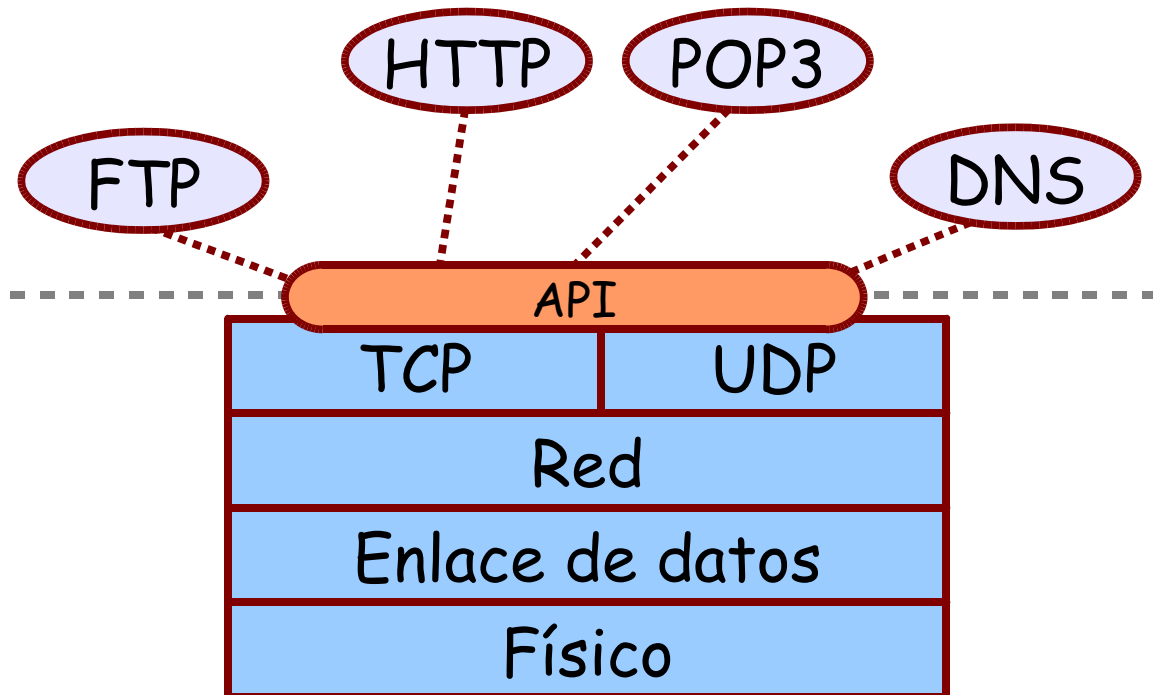 HTTP
POP3
FTP
DNS
API
TCP
UDP
Red
Enlace de datos
Físico